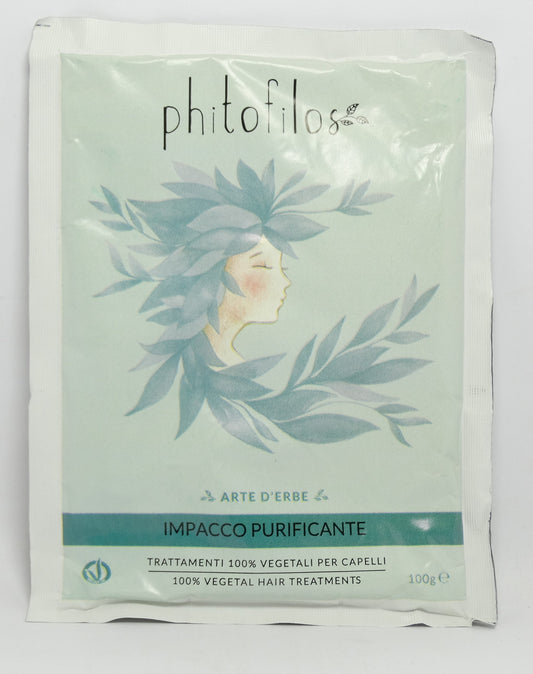 phitofilos
ARTE D'ERBE
IMPACCO PURIFICANTE
TRATTAMENTI 100% VEGETALI PER CAPELLI
100% VEGETAL HAIR TREATMENTS
100g ℮